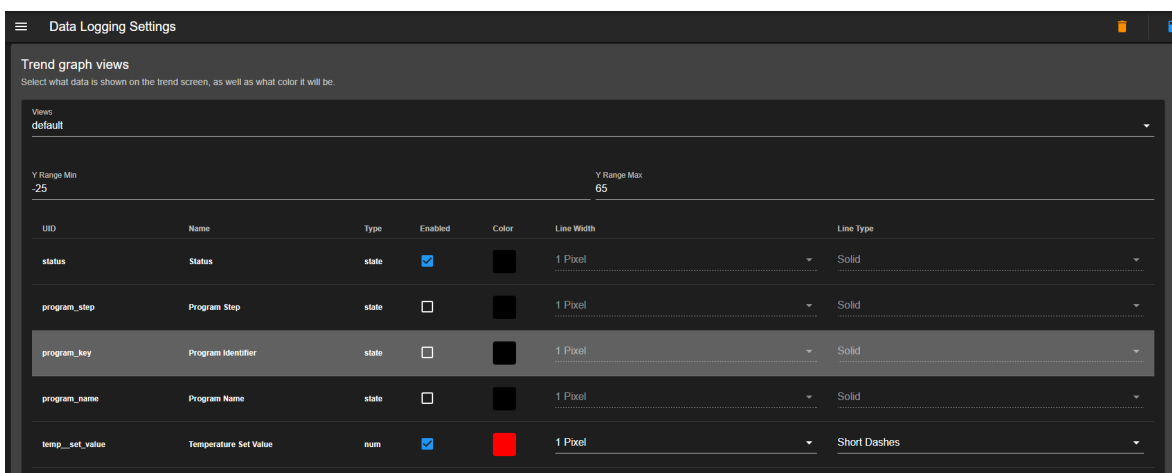 Data Logging Settings
Trend graph views
Select what data is shown on the trend screen, as well as what color it will be.
Views
default
Y Range Min Y Range Max
-25 65
UID Name Type Enabled Color Line Width Line Type
status Status state 1 Pixel Solid
program_step Program Step state 1 Pixel Solid
program_key Program Identifier state 1 Pixel Solid
program_name Program Name state 1 Pixel Solid
temp__set_value Temperature Set Value num 1 Pixel Short Dashes